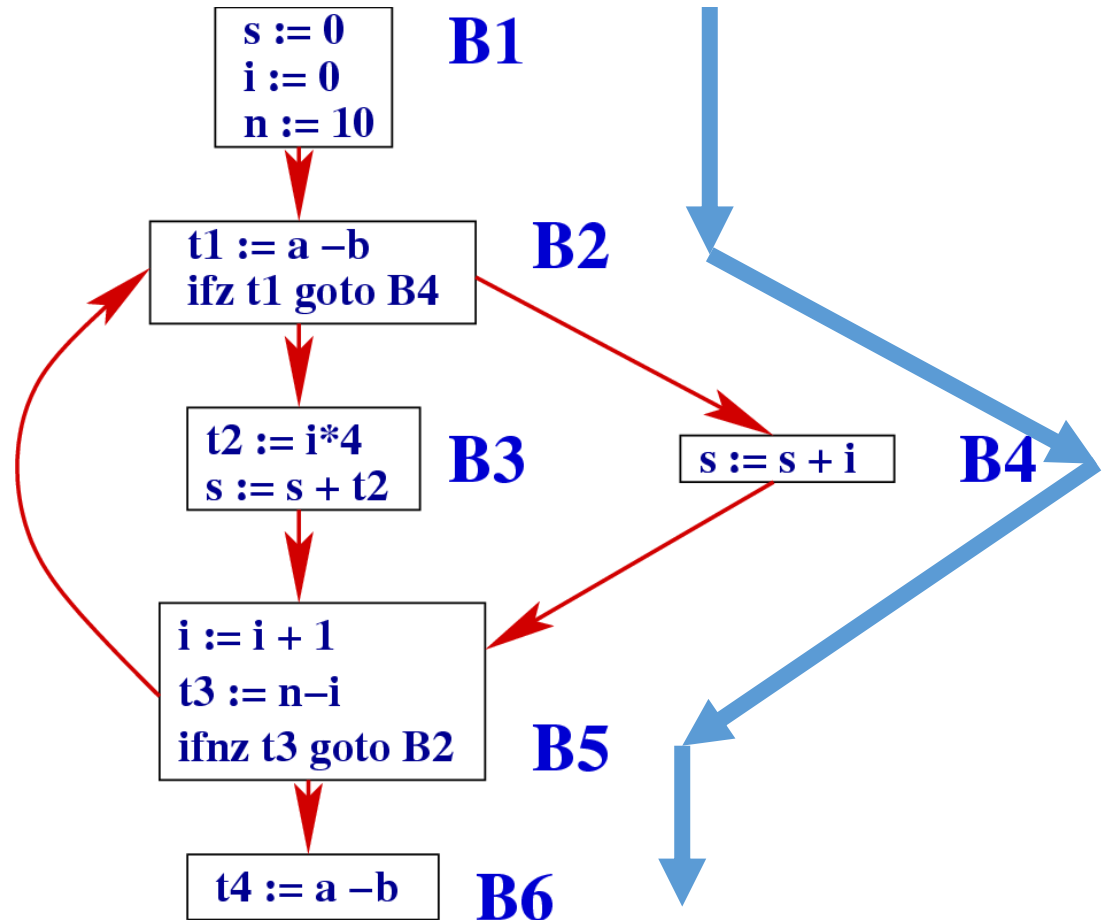 s := 0
i := 0
n := 10
B1
t1 := a −b
ifz t1 goto B4
B2
t2 := i*4
s := s + t2
B3
s := s + i
B4
i := i + 1
t3 := n−i
ifnz t3 goto B2
B5
t4 := a −b
B6